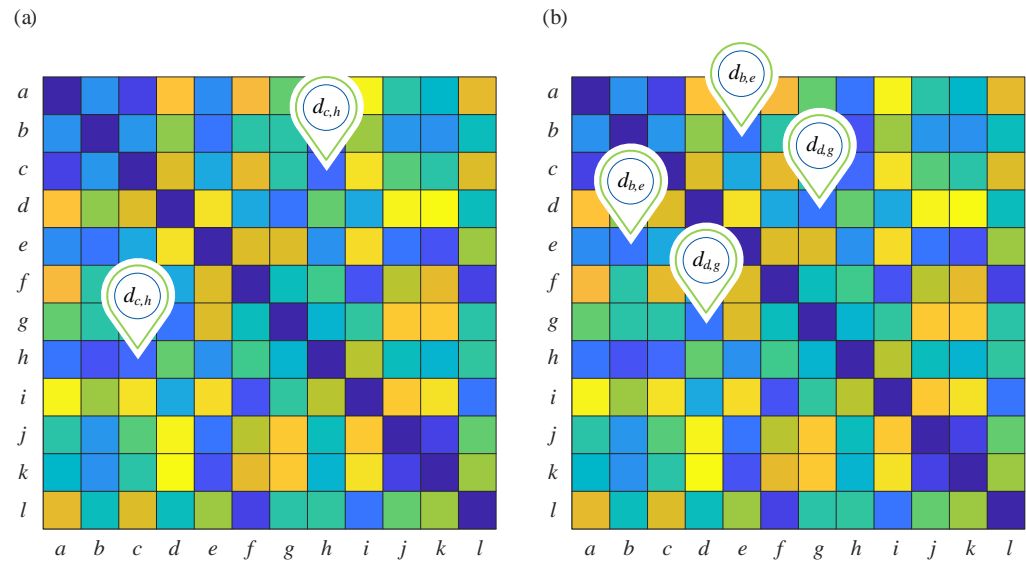 (a)
(b)
a
b
c
d
e
f
g
h
i
j
k
l
d_{c,h}
d_{c,h}
a b c d e f g h i j k l
a
b
c
d
e
f
g
h
i
j
k
l
d_{b,e}
d_{d,g}
d_{b,e}
d_{d,g}
a b c d e f g h i j k l